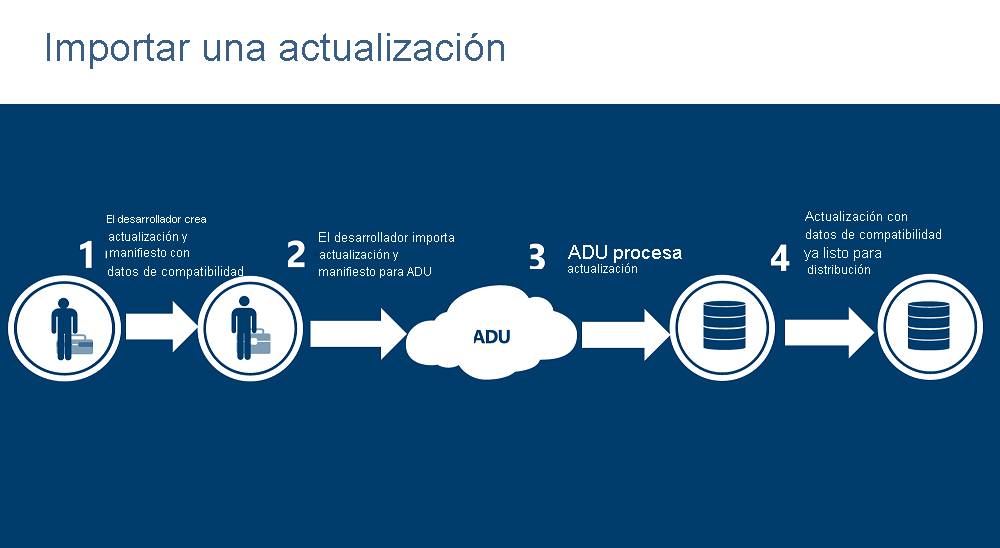 Importar una actualización
1
El desarrollador crea
actualización y
manifiesto con
datos de compatibilidad
2
El desarrollador importa
actualización y
manifiesto para ADU
3
ADU procesa
actualización
4
Actualización con
datos de compatibilidad
ya listo para
distribución
ADU